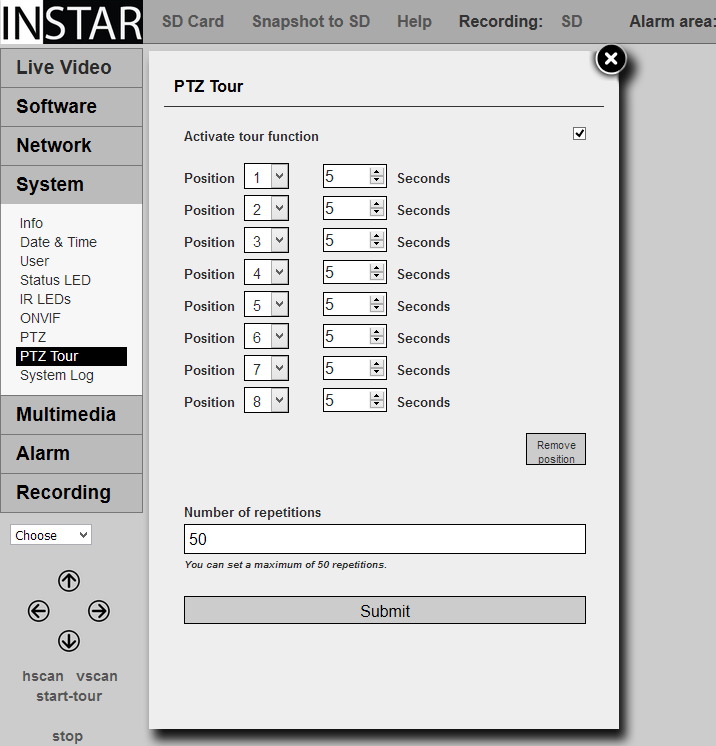 INSTAR
SD Card Snapshot to SD Help Recording: SD Alarm area:
Live Video
Software
Network
System
Info
Date & Time
User
Status LED
IR LEDs
ONVIF
PTZ
PTZ Tour
System Log
Multimedia
Alarm
Recording
Choose
hscan vscan
start-tour
stop
PTZ Tour
Activate tour function
Position 1 5 Seconds
Position 2 5 Seconds
Position 3 5 Seconds
Position 4 5 Seconds
Position 5 5 Seconds
Position 6 5 Seconds
Position 7 5 Seconds
Position 8 5 Seconds
Remove
position
Number of repetitions
50
You can set a maximum of 50 repetitions.
Submit